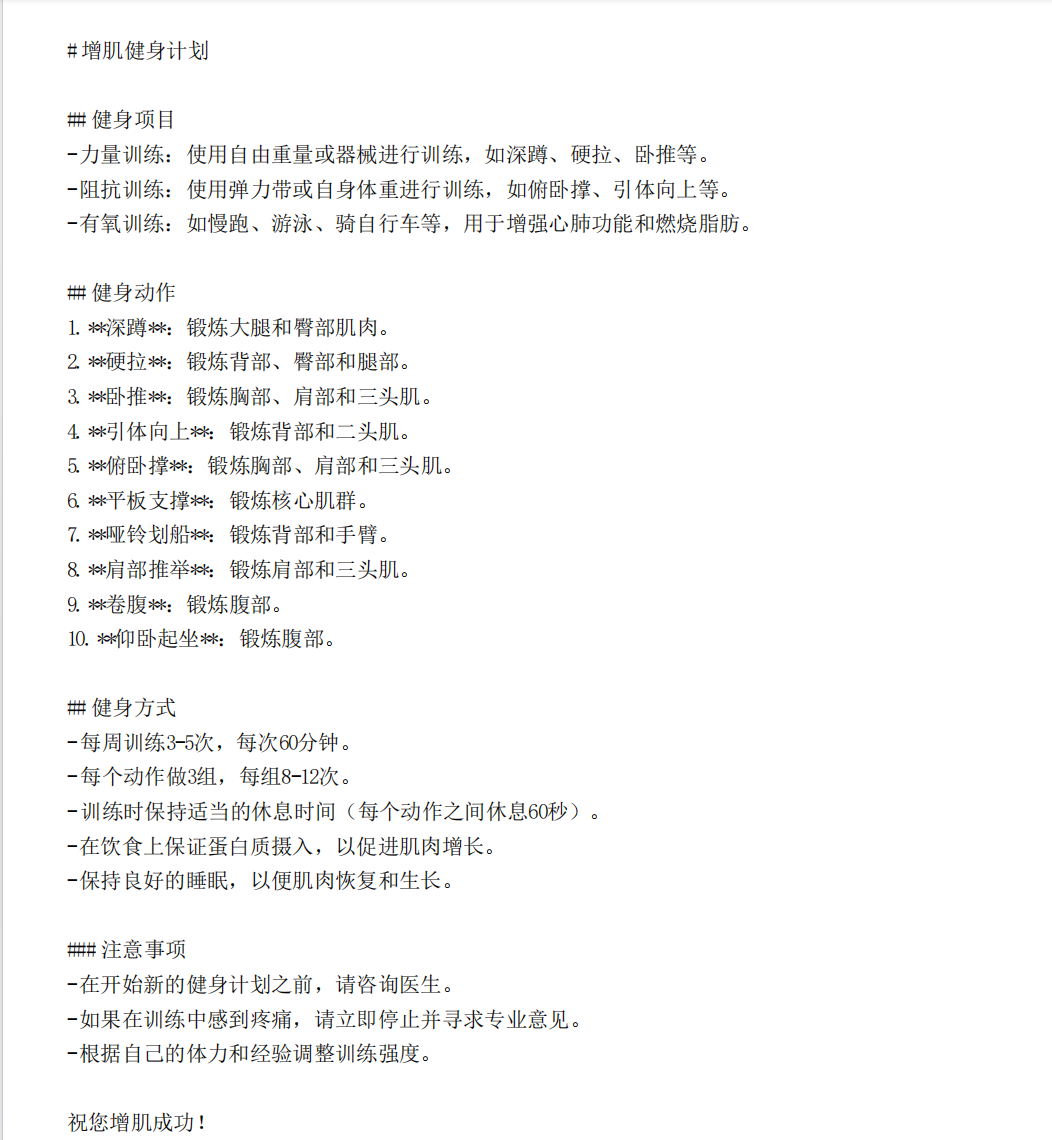 # 增肌健身计划
## 健身项目
-力量训练：使用自由重量或器械进行训练，如深蹲、硬拉、卧推等。
-阻抗训练：使用弹力带或自身体重进行训练，如俯卧撑、引体向上等。
-有氧训练：如慢跑、游泳、骑自行车等，用于增强心肺功能和燃烧脂肪。
## 健身动作
1. **深蹲**：锻炼大腿和臀部肌肉。
2. **硬拉**：锻炼背部、臀部和腿部。
3. **卧推**：锻炼胸部、肩部和三头肌。
4. **引体向上**：锻炼背部和二头肌。
5. **俯卧撑**：锻炼胸部、肩部和三头肌。
6. **平板支撑**：锻炼核心肌群。
7. **哑铃划船**：锻炼背部和手臂。
8. **肩部推举**：锻炼肩部和三头肌。
9. **卷腹**：锻炼腹部。
10. **仰卧起坐**：锻炼腹部。
## 健身方式
-每周训练3-5次，每次60分钟。
-每个动作做3组，每组8-12次。
-训练时保持适当的休息时间（每个动作之间休息60秒）。
-在饮食上保证蛋白质摄入，以促进肌肉增长。
-保持良好的睡眠，以便肌肉恢复和生长。
### 注意事项
-在开始新的健身计划之前，请咨询医生。
-如果在训练中感到疼痛，请立即停止并寻求专业意见。
-根据自己的体力和经验调整训练强度。
祝您增肌成功！